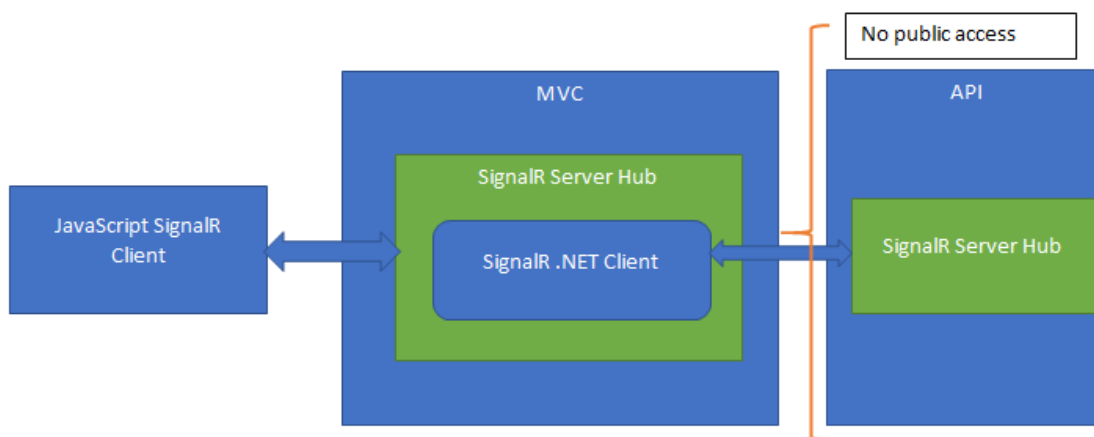 No public access
MVC
API
SignalR Server Hub
JavaScript SignalR
Client
SignalR .NET Client
SignalR Server Hub